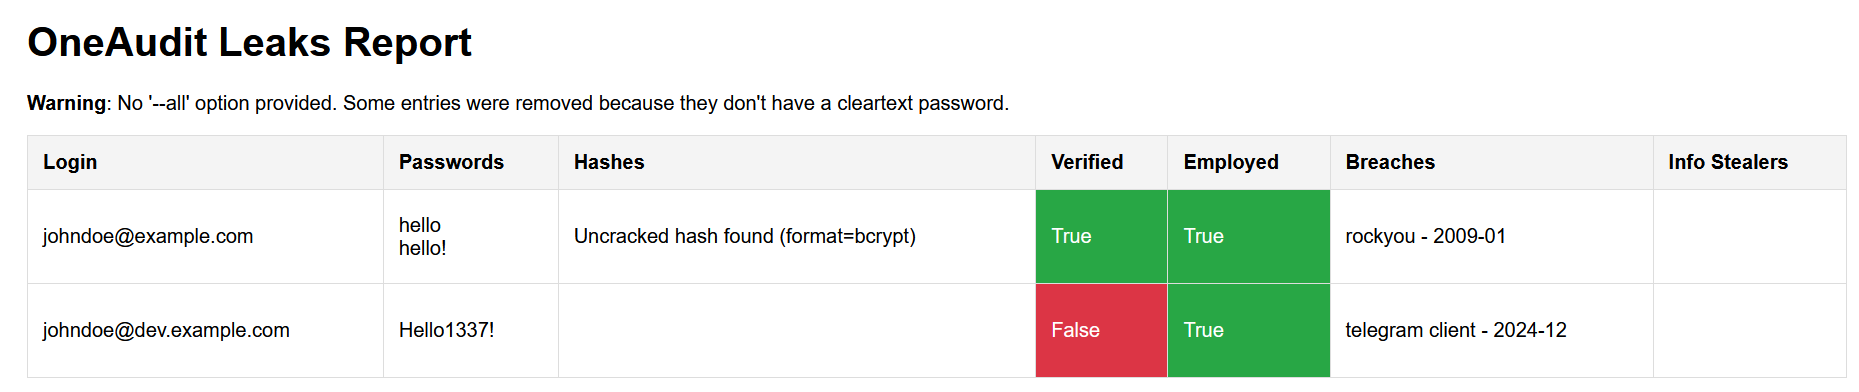 OneAudit Leaks Report
Warning: No '--all' option provided. Some entries were removed because they don't have a cleartext password.
Login Passwords Hashes Verified Employed Breaches Info Stealers
johndoe@example.com hello Uncracked hash found (format=bcrypt) True True rockyou - 2009-01
hello!
johndoe@dev.example.com Hello1337! False True telegram client - 2024-12